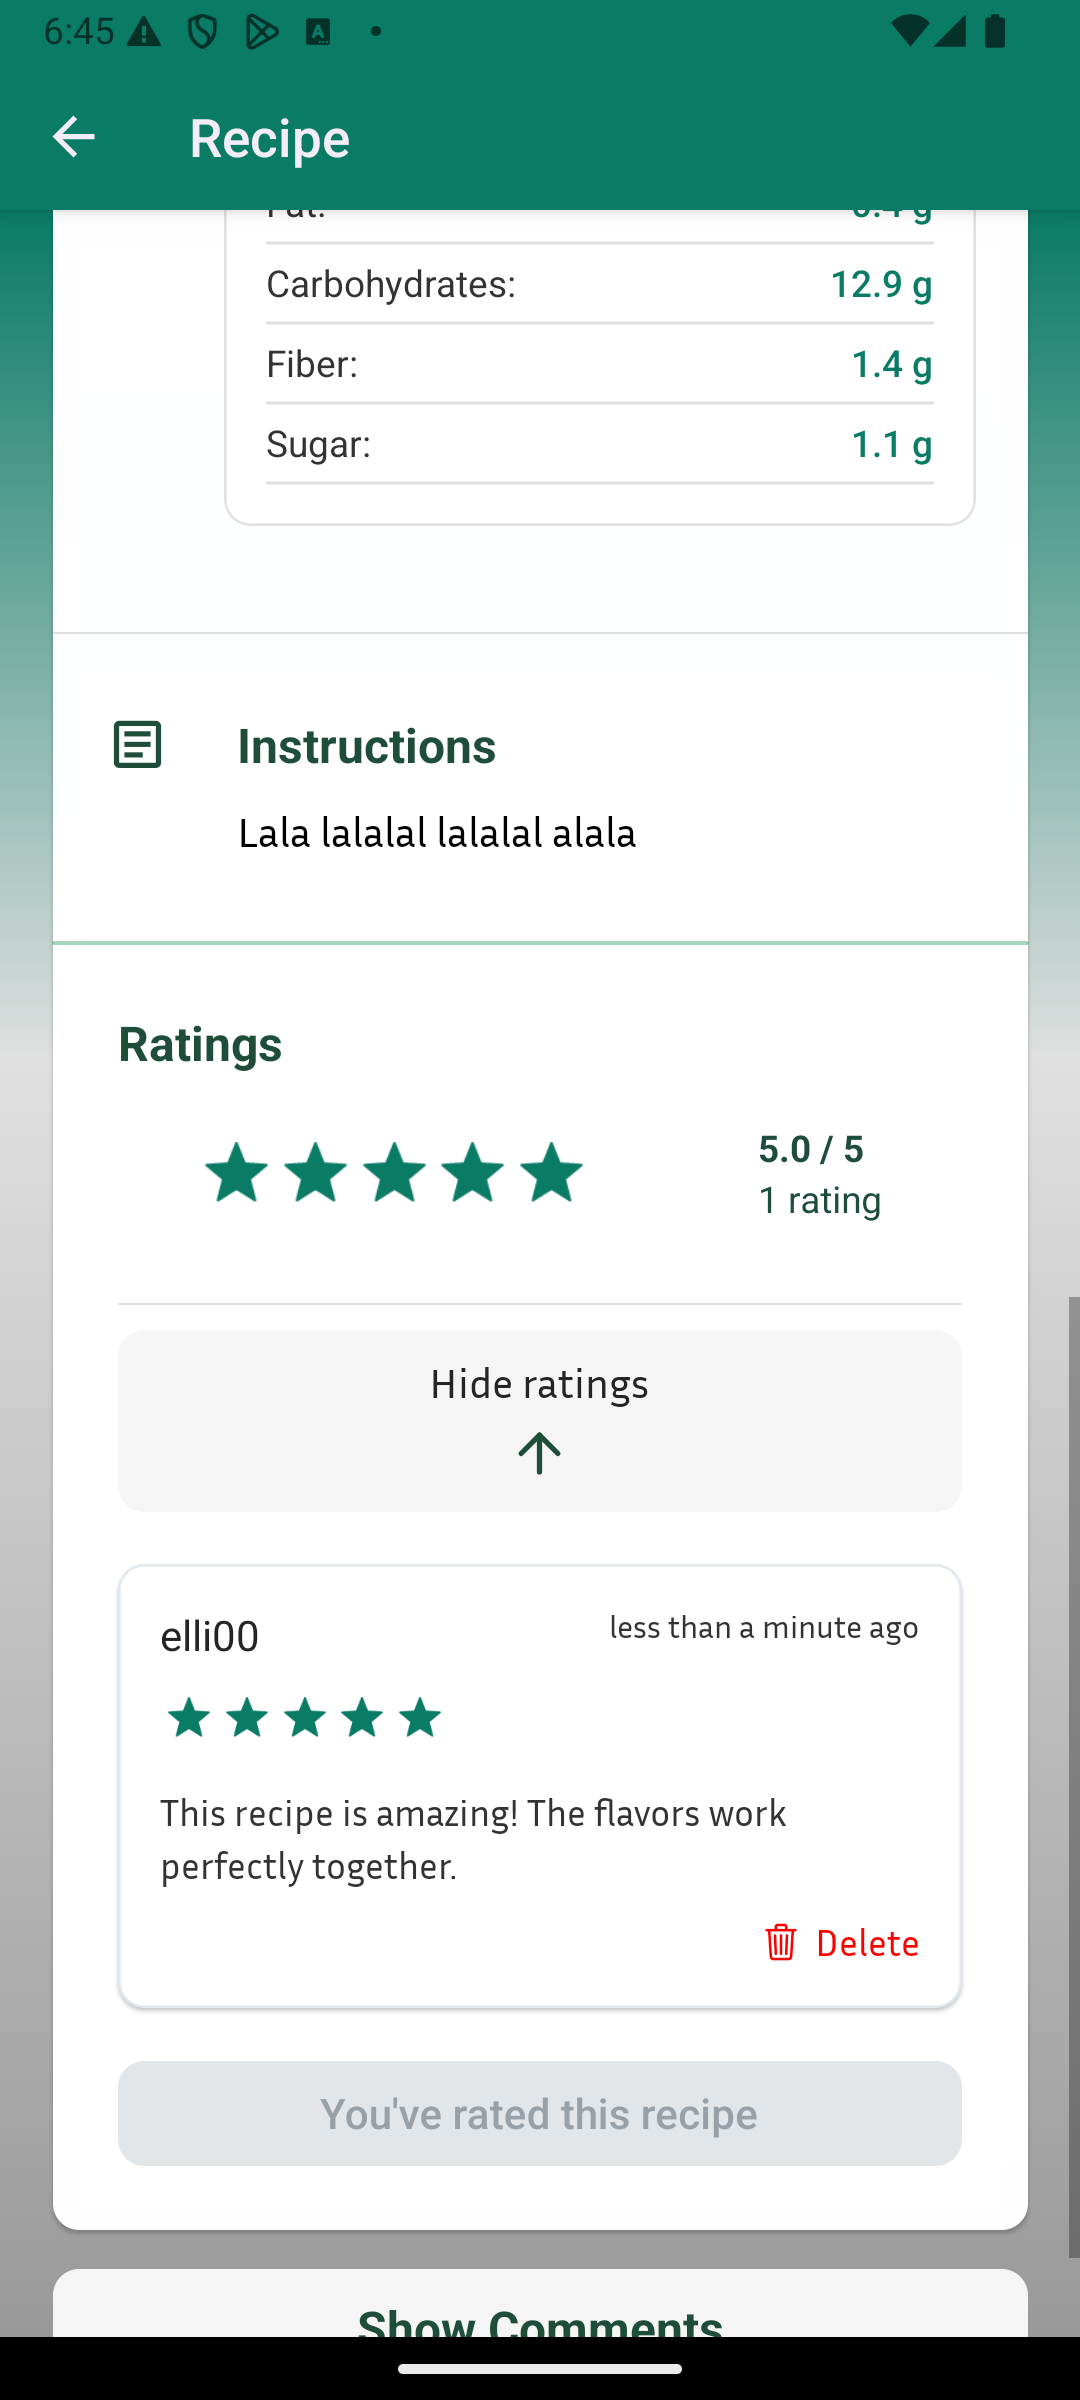 6:45
Recipe
Carbohydrates: 12.9 g
Fiber: 1.4 g
Sugar: 1.1 g
Instructions
Lala lalalal lalalal alala
Ratings
5.0 / 5
1 rating
Hide ratings
elli00 less than a minute ago
This recipe is amazing! The flavors work
perfectly together.
Delete
You've rated this recipe
Show Comments